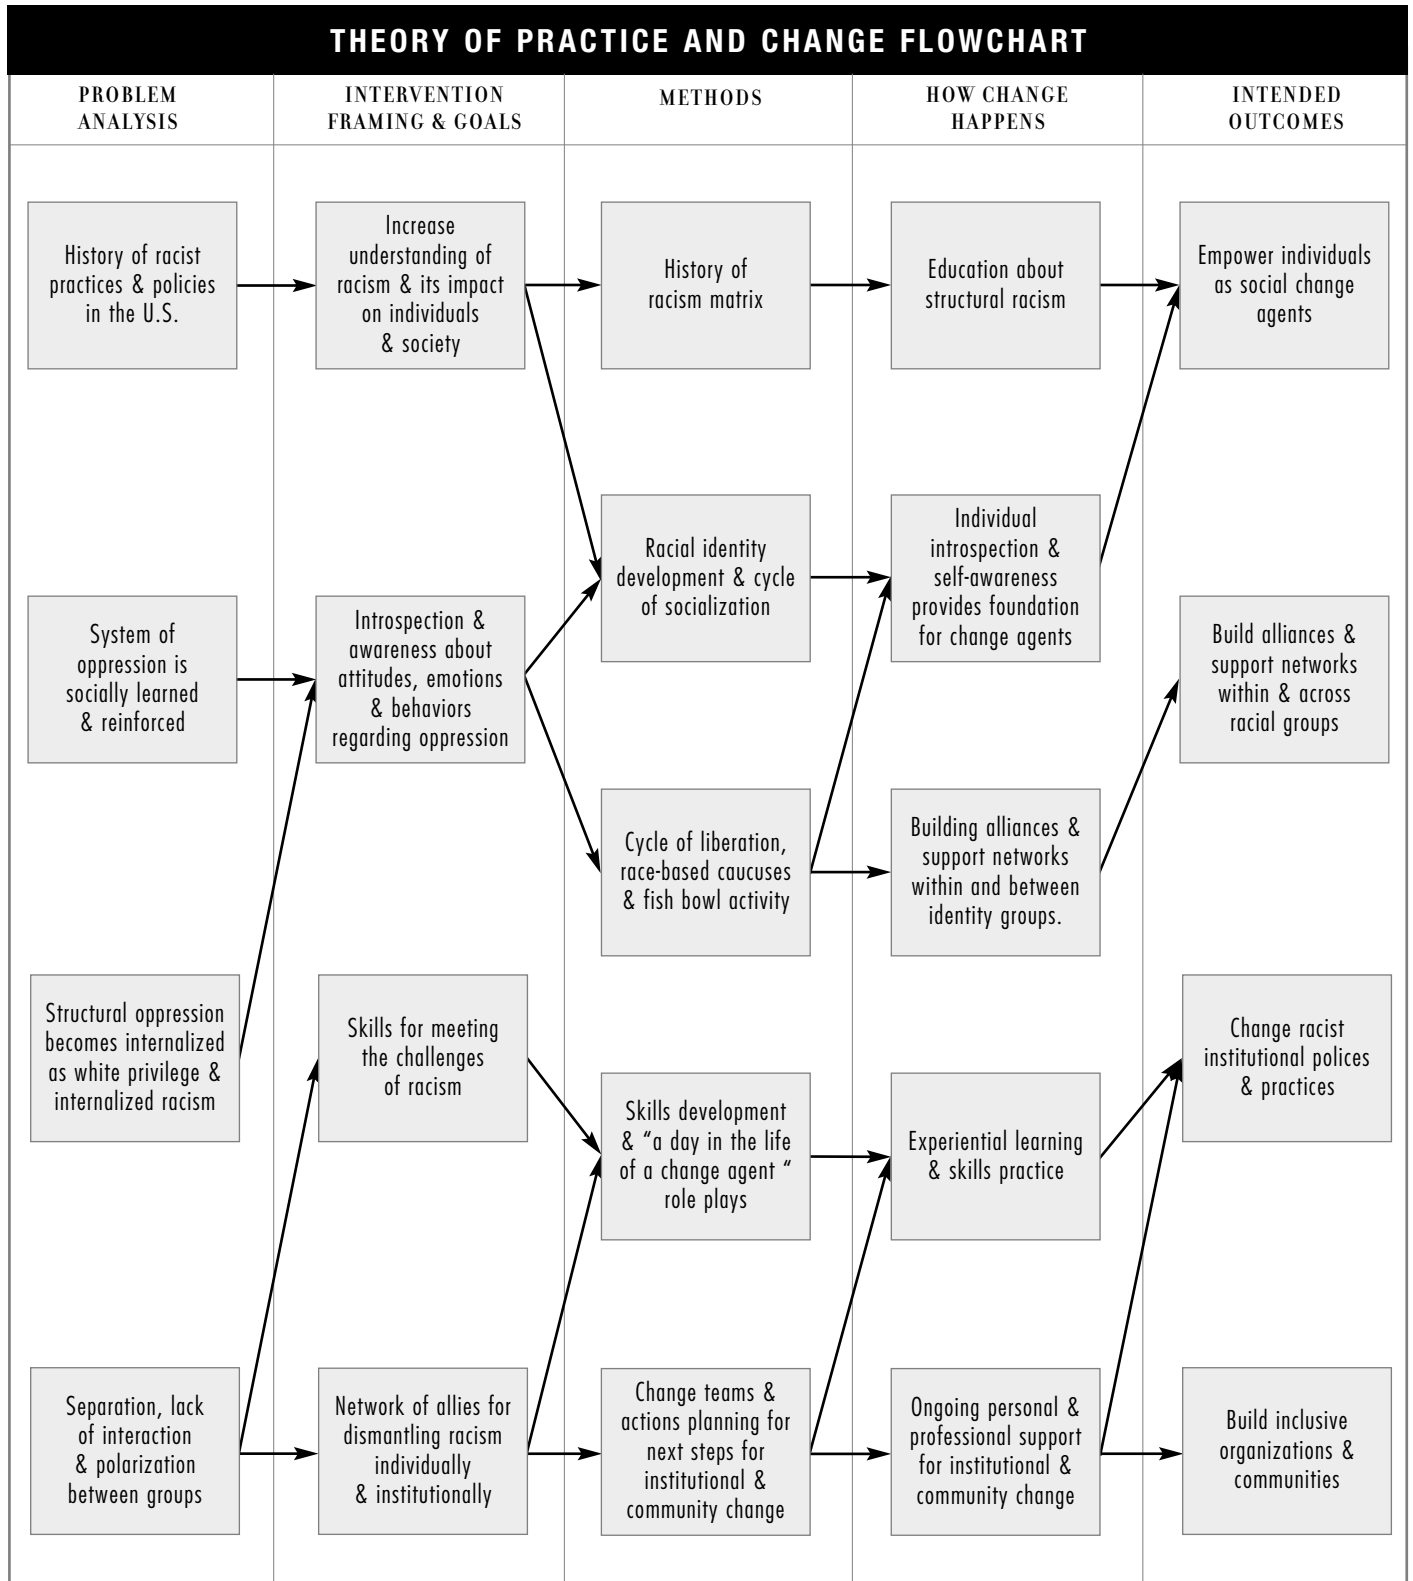 THEORY OF PRACTICE AND CHANGE FLOWCHART
PROBLEM
ANALYSIS
INTERVENTION
FRAMING & GOALS
METHODS
HOW CHANGE
HAPPENS
INTENDED
OUTCOMES
History of racist
practices & policies
in the U.S.
Increase
understanding of
racism & its impact
on individuals
& society
History of
racism matrix
Education about
structural racism
Empower individuals
as social change
agents
System of
oppression is
socially learned
& reinforced
Introspection &
awareness about
attitudes, emotions
& behaviors
regarding oppression
Racial identity
development & cycle
of socialization
Individual
introspection &
self-awareness
provides foundation
for change agents
Build alliances &
support networks
within & across
racial groups
Cycle of liberation,
race-based caucuses
& fish bowl activity
Building alliances &
support networks
within and between
identity groups.
Structural oppression
becomes internalized
as white privilege &
internalized racism
Skills for meeting
the challenges
of racism
Skills development
& “a day in the life
of a change agent “
role plays
Experiential learning
& skills practice
Change racist
institutional polices
& practices
Separation, lack
of interaction
& polarization
between groups
Network of allies for
dismantling racism
individually
& institutionally
Change teams &
actions planning for
next steps for
institutional &
community change
Ongoing personal &
professional support
for institutional &
community change
Build inclusive
organizations &
communities